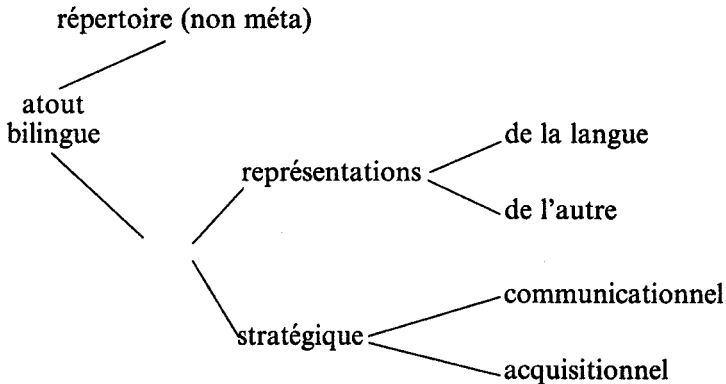 répertoire (non méta)
atout
bilingue
de la langue
représentations
de l'autre
communicationnel
stratégique
acquisitionnel